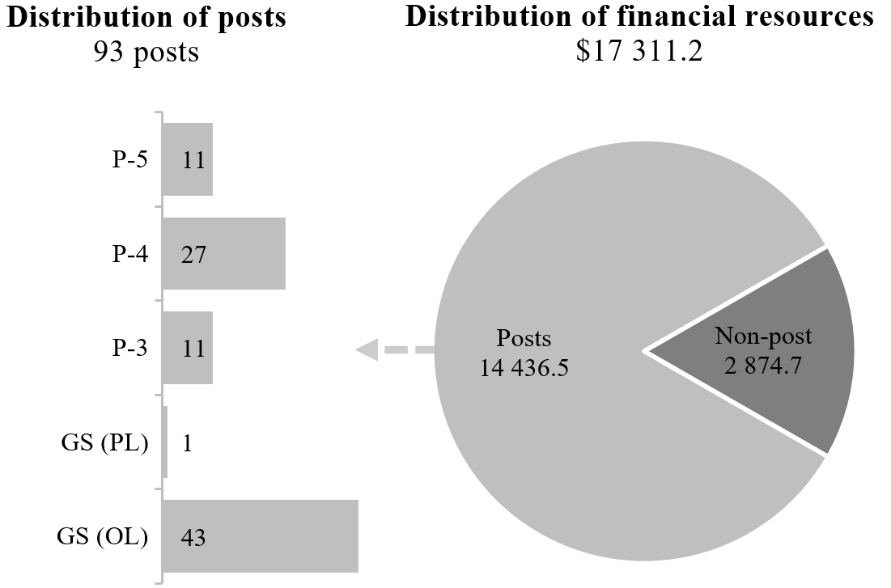 Distribution of posts
93 posts
P-5
11
P-4
27
P-3
11
GS (PL)
1
GS (OL)
43
Distribution of financial resources
$17 311.2
Posts
14 436.5
Non-post
2 874.7